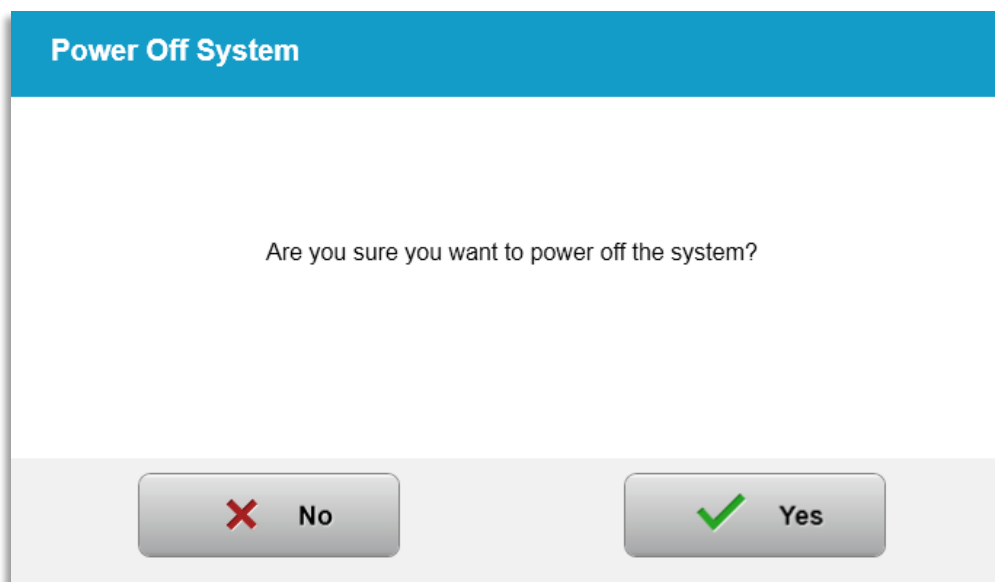 Power Off System
Are you sure you want to power off the system?
No
Yes